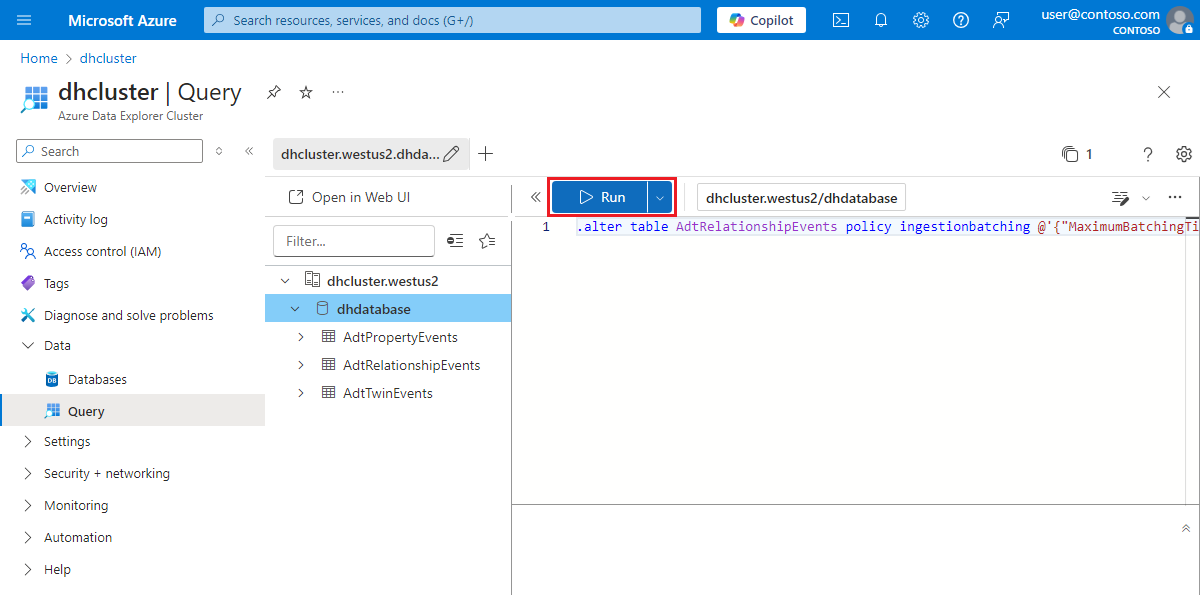 Microsoft Azure
Search resources, services, and docs (G+/)
Copilot
user@contoso.com
CONTOSO
Home > dhcluster
dhcluster | Query
Azure Data Explorer Cluster
Search
Overview
Activity log
Access control (IAM)
Tags
Diagnose and solve problems
Data
DB
Databases
Query
Settings
Security + networking
Monitoring
Automation
Help
dhcluster.westus2.dhda...
1
Open in Web UI
Filter...
dhcluster.westus2
dhdatabase
AdtPropertyEvents
AdtRelationshipEvents
AdtTwinEvents
Run
dhcluster.westus2/dhdatabase
1 .alter table AdtRelationshipEvents policy ingestionbatching @'{"MaximumBatchingTi